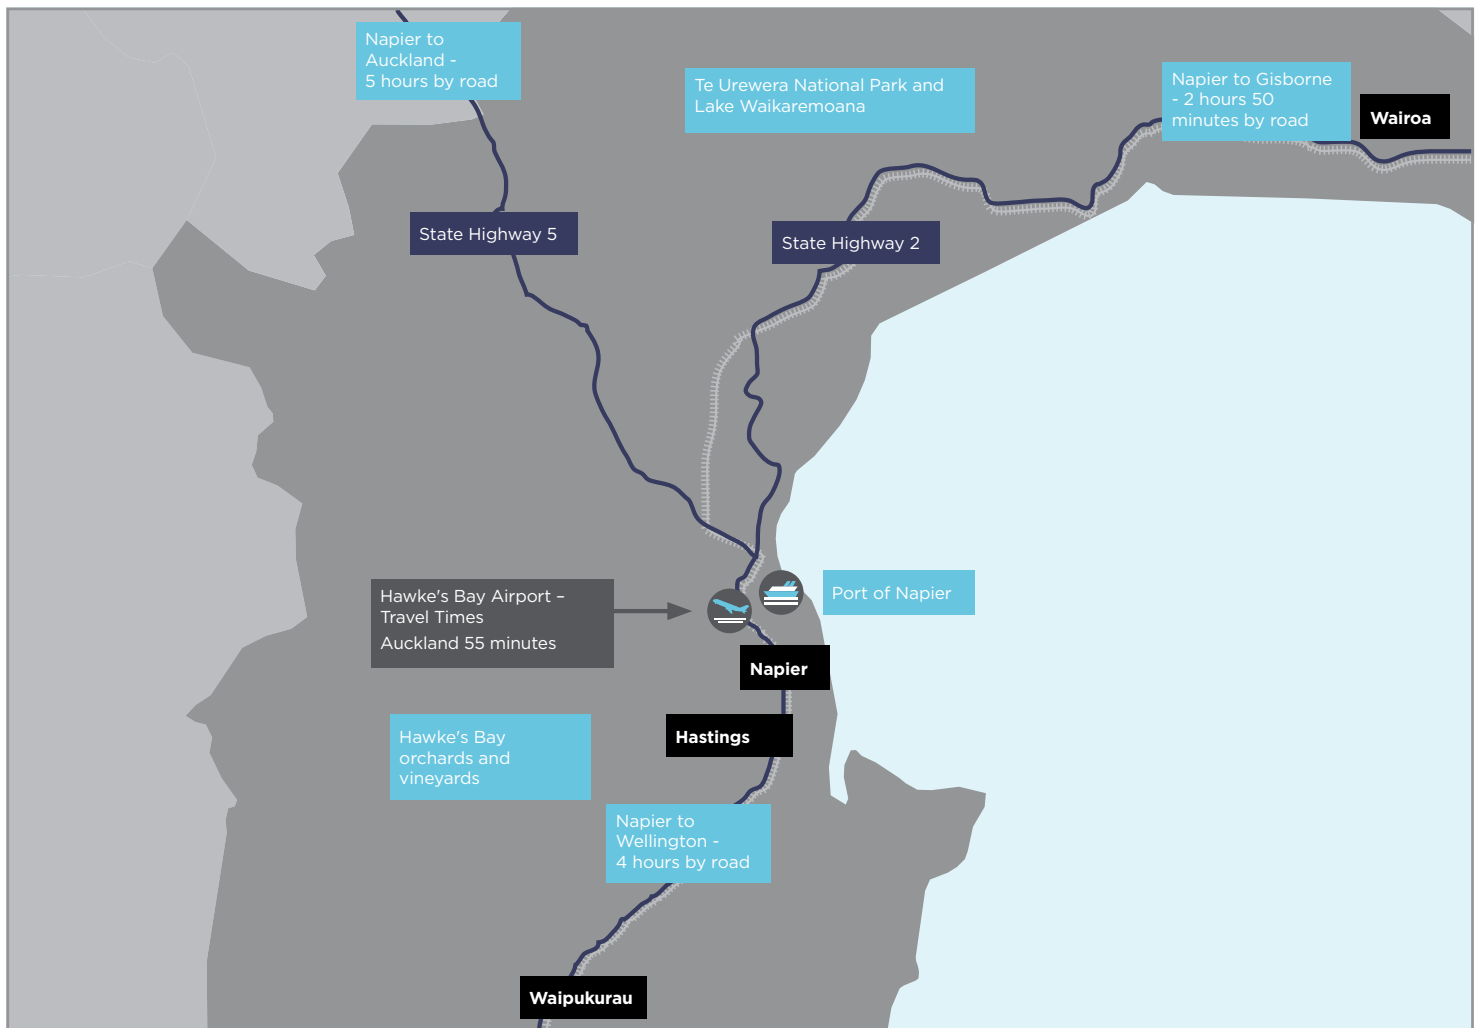 Napier to
Auckland -
5 hours by road
Te Urewera National Park and
Lake Waikaremoana
Napier to Gisborne
- 2 hours 50
minutes by road
Wairoa
State Highway 5
State Highway 2
Hawke's Bay Airport –
Travel Times
Auckland 55 minutes
Port of Napier
Napier
Hastings
Hawke's Bay
orchards and
vineyards
Napier to
Wellington -
4 hours by road
Waipukurau